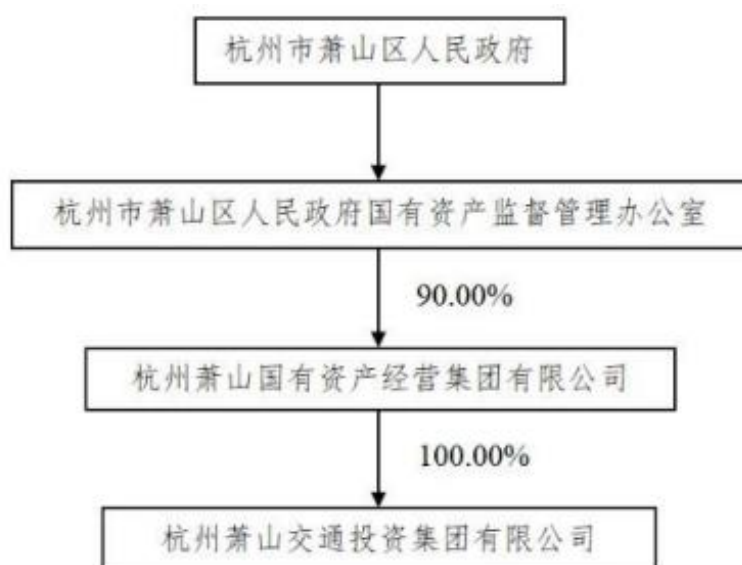 杭州市萧山区人民政府
杭州市萧山区人民政府国有资产监督管理办公室
90.00%
杭州萧山国有资产经营集团有限公司
100.00%
杭州萧山交通投资集团有限公司